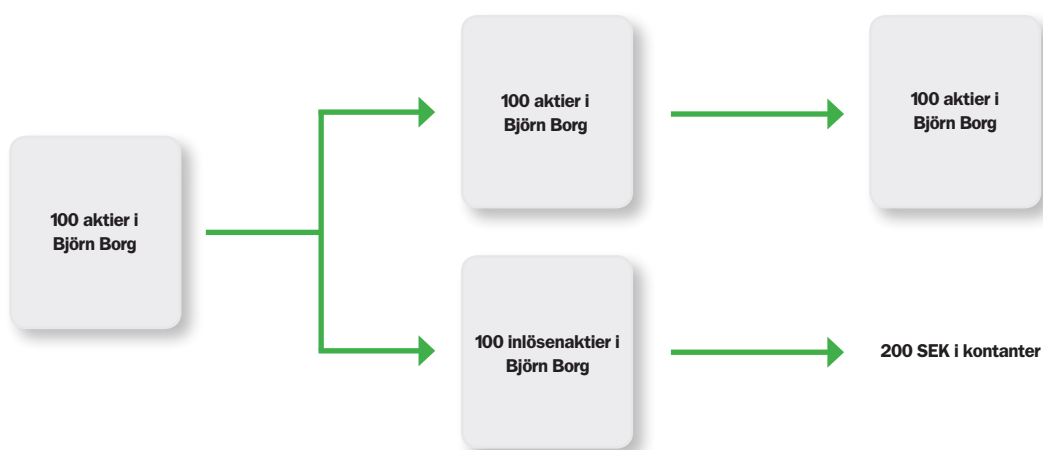 100 aktier i
Björn Borg
100 aktier i
Björn Borg
100 aktier i
Björn Borg
100 inlösenaktier i
Björn Borg
200 SEK i kontanter